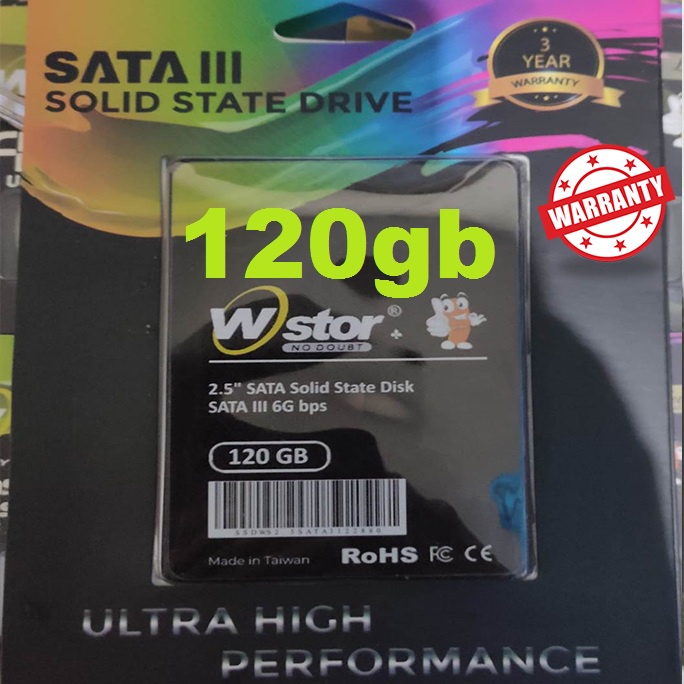 SATA III
SOLID STATE DRIVE
3
YEAR
WARRANTY
WARRANTY
120gb
Wstor®
NO DOUBT
2.5" SATA Solid State Disk
SATA III 6G bps
120 GB
Made in Taiwan RoHS FC CE
ULTRA HIGH
PERFORMANCE